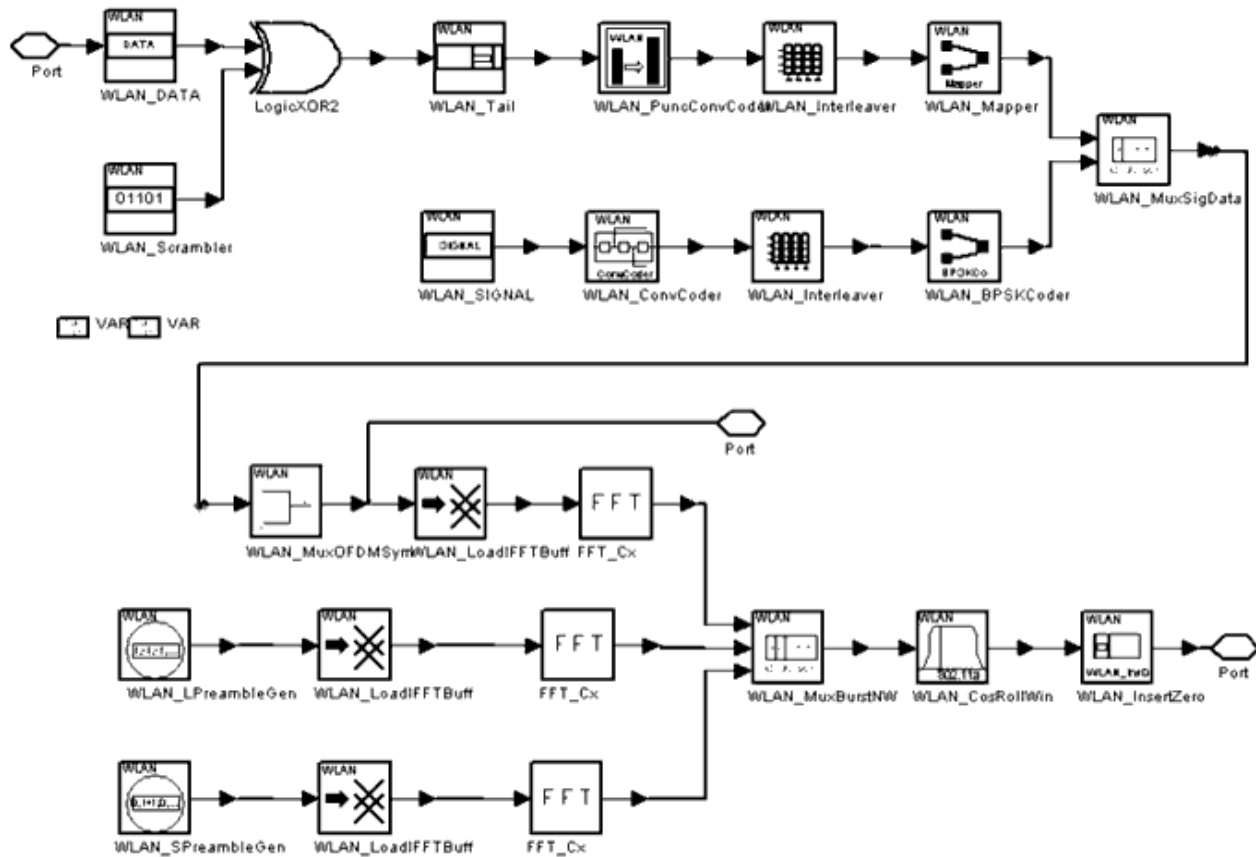 WLAN
DATA
Port
WLAN_DATA
LogicXOR2
WLAN
WLAN_Tail
WLAN
WLAN_PuncConvCoder
WLAN
WLAN_Interleaver
WLAN
Mapper
WLAN_Mapper
WLAN
WLAN_MuxSigData
WLAN
01101
WLAN_Scrambler
WLAN
SIGNAL
WLAN_SIGNAL
WLAN
ConvCoder
WLAN_ConvCoder
WLAN
WLAN_Interleaver
WLAN
BPSKCo
WLAN_BPSKCoder
VAR
VAR
Port
WLAN
WLAN_MuxOFDMSym
WLAN
WLAN_LoadIFFTBuff
FFT
FFT_Cx
WLAN
WLAN_LPreambleGen
WLAN
WLAN_LoadIFFTBuff
FFT
FFT_Cx
WLAN
WLAN_MuxBurstNW
WLAN
802.11a
WLAN_CosRollWin
WLAN
WLAN_InsertZero
Port
WLAN
WLAN_SPreambleGen
WLAN
WLAN_LoadIFFTBuff
FFT
FFT_Cx